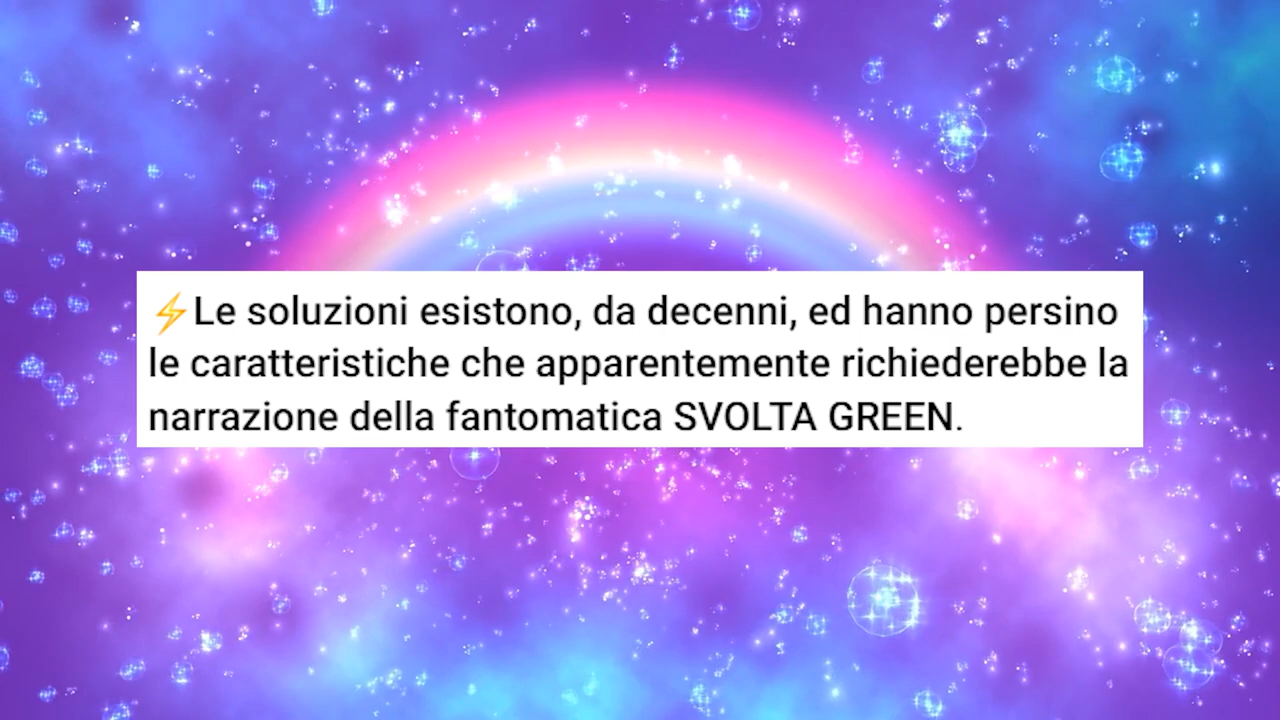 ⚡Le soluzioni esistono, da decenni, ed hanno persino
le caratteristiche che apparentemente richiederebbe la
narrazione della fantomatica SVOLTA GREEN.